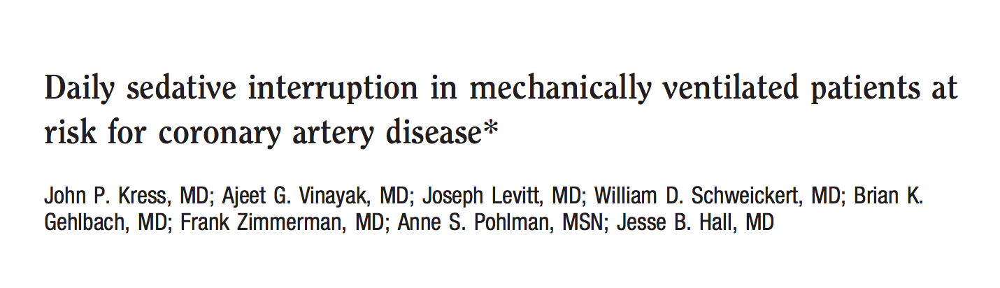 Daily sedative interruption in mechanically ventilated patients at
risk for coronary artery disease*
John P. Kress, MD; Ajeet G. Vinayak, MD; Joseph Levitt, MD; William D. Schweickert, MD; Brian K.
Gehlbach, MD; Frank Zimmerman, MD; Anne S. Pohlman, MSN; Jesse B. Hall, MD